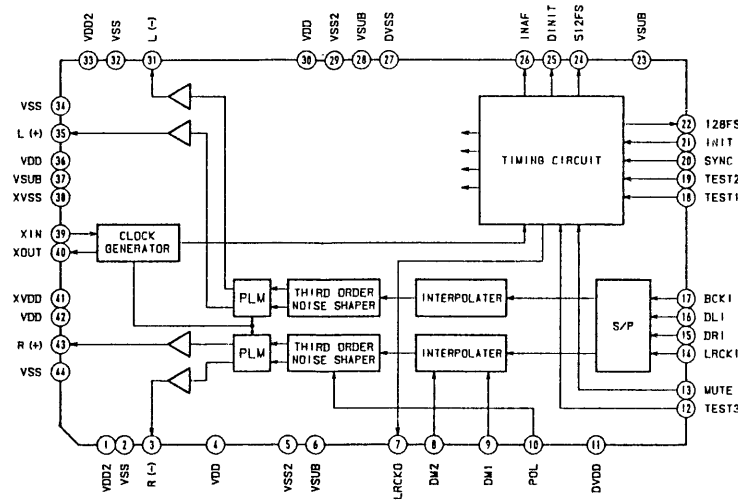 VDD2
VSS
L (-)
VDD
VSS2
VSUB
DVSS
INAF
DINIT
512FS
VSUB
33
32
31
30
29
28
27
26
25
24
23
VSS 34
L (+) 35
VDD 36
VSUB 37
XVSS 38
XIN 39
XOUT 40
XVDD 41
VDD 42
R (+) 43
VSS 44
TIMING CIRCUIT
22 128FS
21 INIT
20 SYNC
19 TEST2
18 TEST1
CLOCK
GENERATOR
PLM
THIRD ORDER
NOISE SHAPER
INTERPOLATER
S/P
PLM
THIRD ORDER
NOISE SHAPER
INTERPOLATER
17 BCKI
16 DLI
15 DRI
14 LRCKI
13 MUTE
12 TEST3
1
2
3
4
5
6
7
8
9
10
11
VDD2
VSS
R (-)
VDD
VSS2
VSUB
LRCKO
DM2
DM1
POL
DVDD